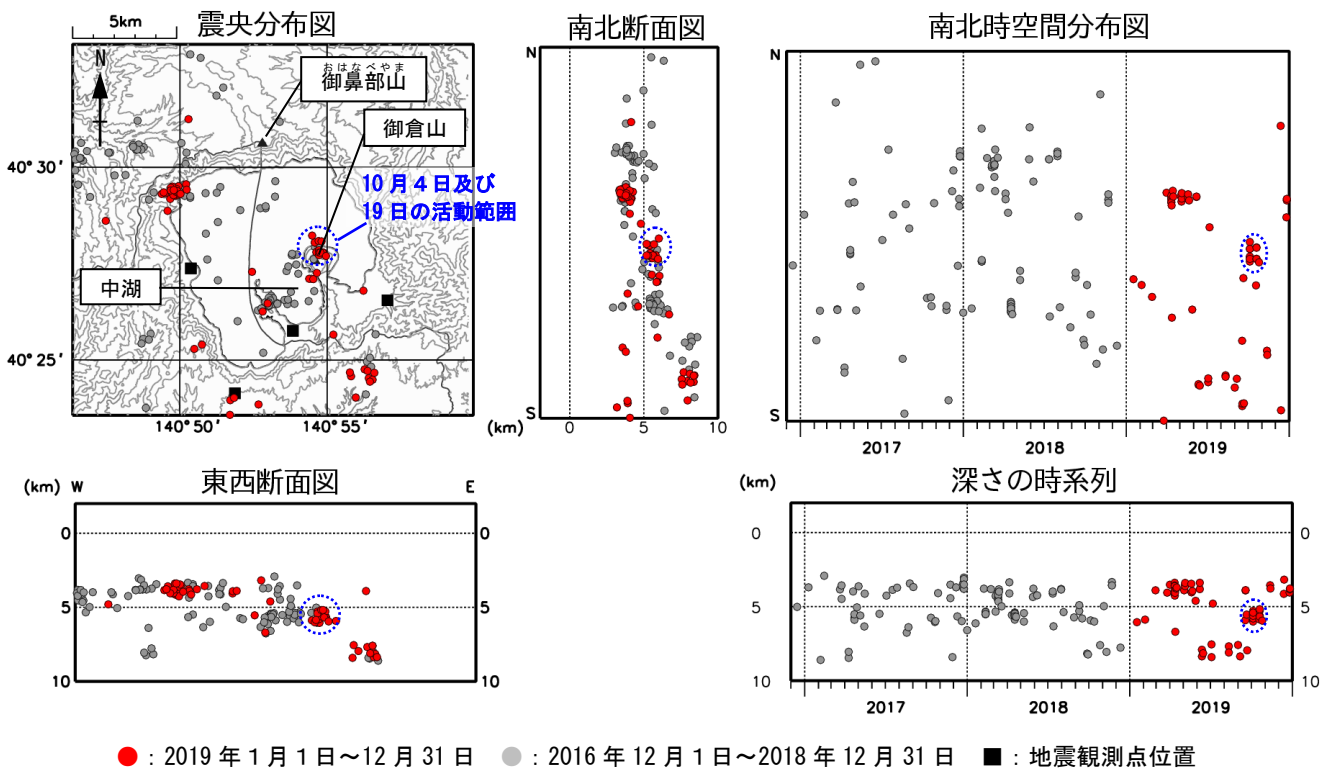 5km
震央分布図
N
おはなべやま
御鼻部山
御倉山
10月4日及び
19日の活動範囲
中湖
40°30′
40°25′
140°50′
140°55′
南北断面図
N
S
(km)
0
5
10
南北時空間分布図
N
S
2017
2018
2019
東西断面図
(km)
W
E
0
0
5
5
10
10
深さの時系列
(km)
0
0
5
5
10
10
2017
2018
2019
：2019年1月1日～12月31日
：2016年12月1日～2018年12月31日
：地震観測点位置